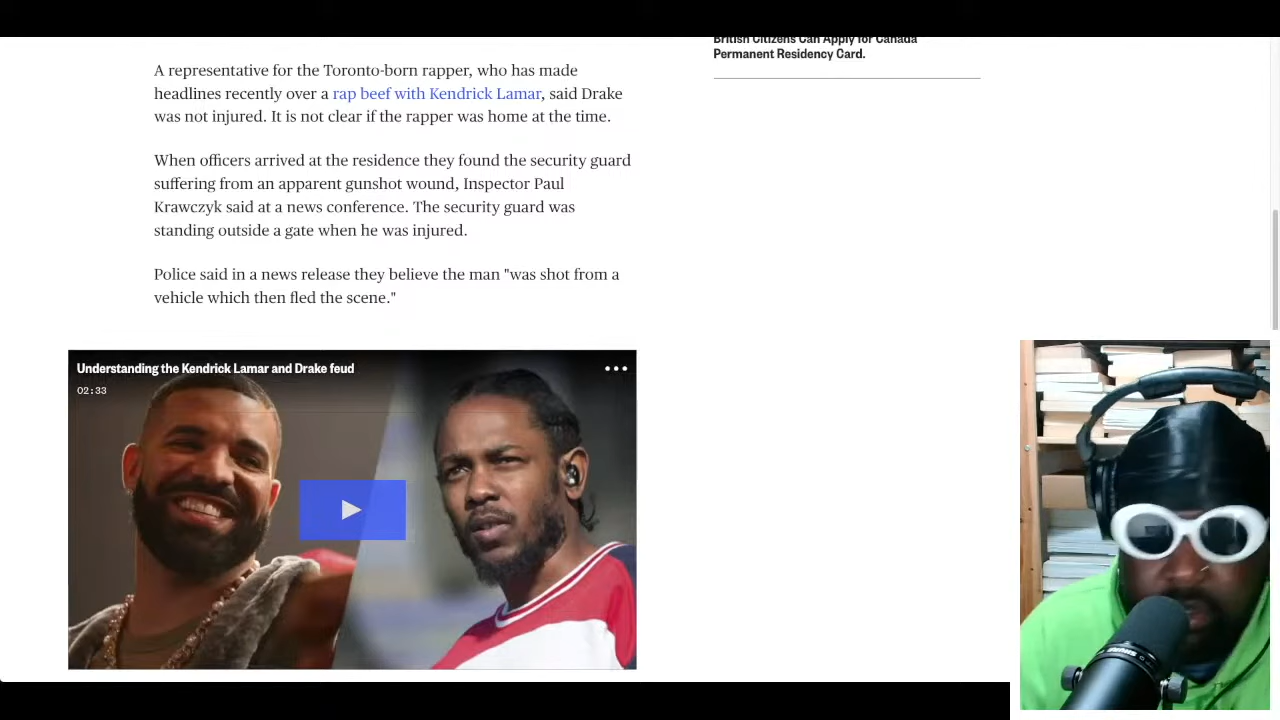 British Citizens Can Apply for Canada
Permanent Residency Card.
A representative for the Toronto-born rapper, who has made
headlines recently over a rap beef with Kendrick Lamar, said Drake
was not injured. It is not clear if the rapper was home at the time.
When officers arrived at the residence they found the security guard
suffering from an apparent gunshot wound, Inspector Paul
Krawczyk said at a news conference. The security guard was
standing outside a gate when he was injured.
Police said in a news release they believe the man "was shot from a
vehicle which then fled the scene."
Understanding the Kendrick Lamar and Drake feud
02:33